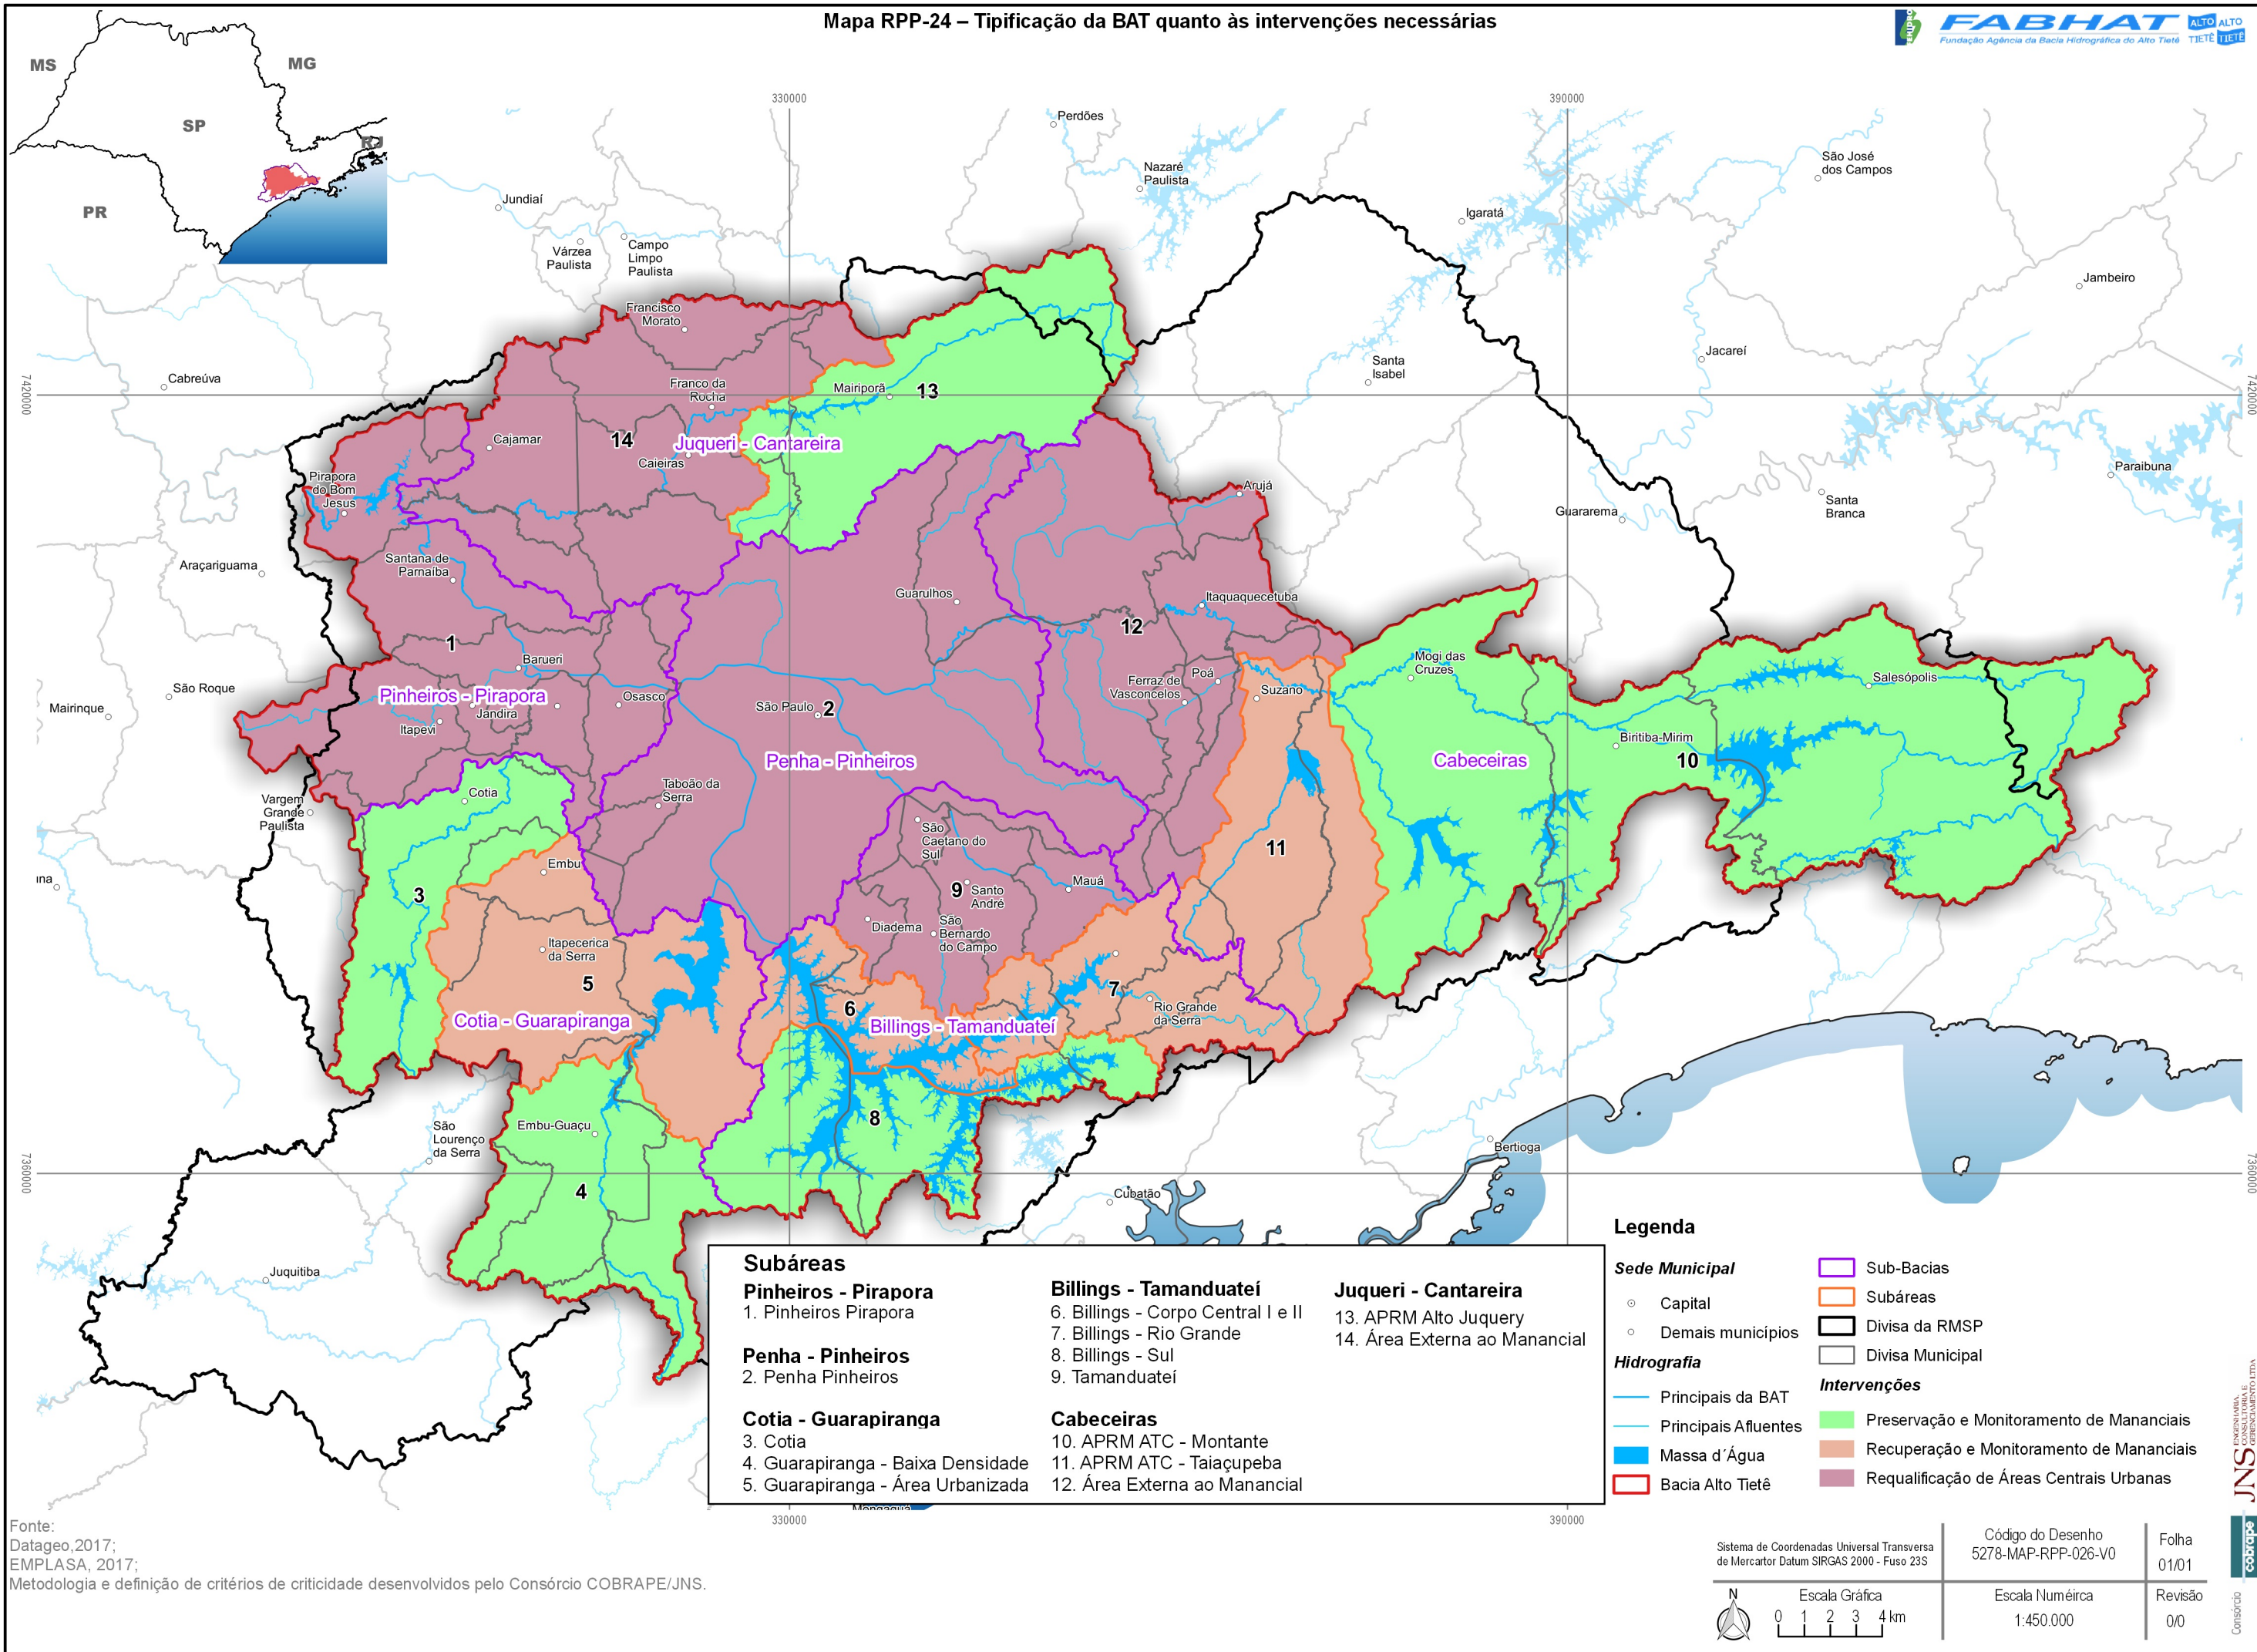 Mapa RPP-24 – Tipificação da BAT quanto às intervenções necessárias
FABHAT
Fundação Agência da Bacia Hidrográfica do Alto Tietê
ALTO
TIETÊ
ALTO
TIETÊ
MS
MG
SP
RJ
PR
330000
390000
Perdões
Nazaré
Paulista
São José
dos Campos
Jundiaí
Igaratá
Várzea
Paulista
Campo
Limpo
Paulista
Jambeiro
Francisco
Morato
Jacareí
Santa
Isabel
Cabreúva
7420000
7420000
Franco da
Rocha
Mairiporã
13
Cajamar
14
Juqueri - Cantareira
Caieiras
Paraibuna
Pirapora
do Bom
Jesus
Arujá
Santa
Branca
Guararema
Araçariguama
Santana de
Parnaíba
Guarulhos
Itaquaquecetuba
12
1
Barueri
Mogi das
Cruzes
São Roque
Mairinque
Pinheiros - Pirapora
Jandira
Itapevi
Osasco
São Paulo
2
Ferraz de
Vasconcelos
Poá
Suzano
Salesópolis
Biritiba-Mirim
10
Penha - Pinheiros
Cabeceiras
Vargem
Grande
Paulista
Cotia
Taboão da
Serra
São
Caetano do
Sul
11
Embu
3
9
Santo
André
Mauá
Diadema
São
Bernardo
do Campo
Itapecerica
da Serra
5
6
7
Rio Grande
da Serra
Cotia - Guarapiranga
Billings - Tamanduateí
8
Embu-Guaçu
São
Lourenço
da Serra
Bertioga
7360000
7360000
4
Cubatão
Juquitiba
Subáreas
Pinheiros - Pirapora
1. Pinheiros Pirapora
Penha - Pinheiros
2. Penha Pinheiros
Cotia - Guarapiranga
3. Cotia
4. Guarapiranga - Baixa Densidade
5. Guarapiranga - Área Urbanizada
Billings - Tamanduateí
6. Billings - Corpo Central I e II
7. Billings - Rio Grande
8. Billings - Sul
9. Tamanduateí
Cabeceiras
10. APRM ATC - Montante
11. APRM ATC - Taiaçupeba
12. Área Externa ao Manancial
Juqueri - Cantareira
13. APRM Alto Juquery
14. Área Externa ao Manancial
Legenda
Sede Municipal
Capital
Demais municípios
Hidrografia
Principais da BAT
Principais Afluentes
Massa d´Água
Bacia Alto Tietê
Sub-Bacias
Subáreas
Divisa da RMSP
Divisa Municipal
Intervenções
Preservação e Monitoramento de Mananciais
Recuperação e Monitoramento de Mananciais
Requalificação de Áreas Centrais Urbanas
330000
390000
Fonte:
Datageo,2017;
EMPLASA, 2017;
Metodologia e definição de critérios de criticidade desenvolvidos pelo Consórcio COBRAPE/JNS.
Sistema de Coordenadas Universal Transversa
de Mercartor Datum SIRGAS 2000 - Fuso 23S
Código do Desenho
5278-MAP-RPP-026-V0
Folha
01/01
N
Escala Gráfica
0 1 2 3 4 km
Escala Numéirca
1:450.000
Revisão
0/0
JNS
ENGENHARIA,
CONSULTORIA E
GERENCIAMENTO LTDA
cobrape
Consórcio